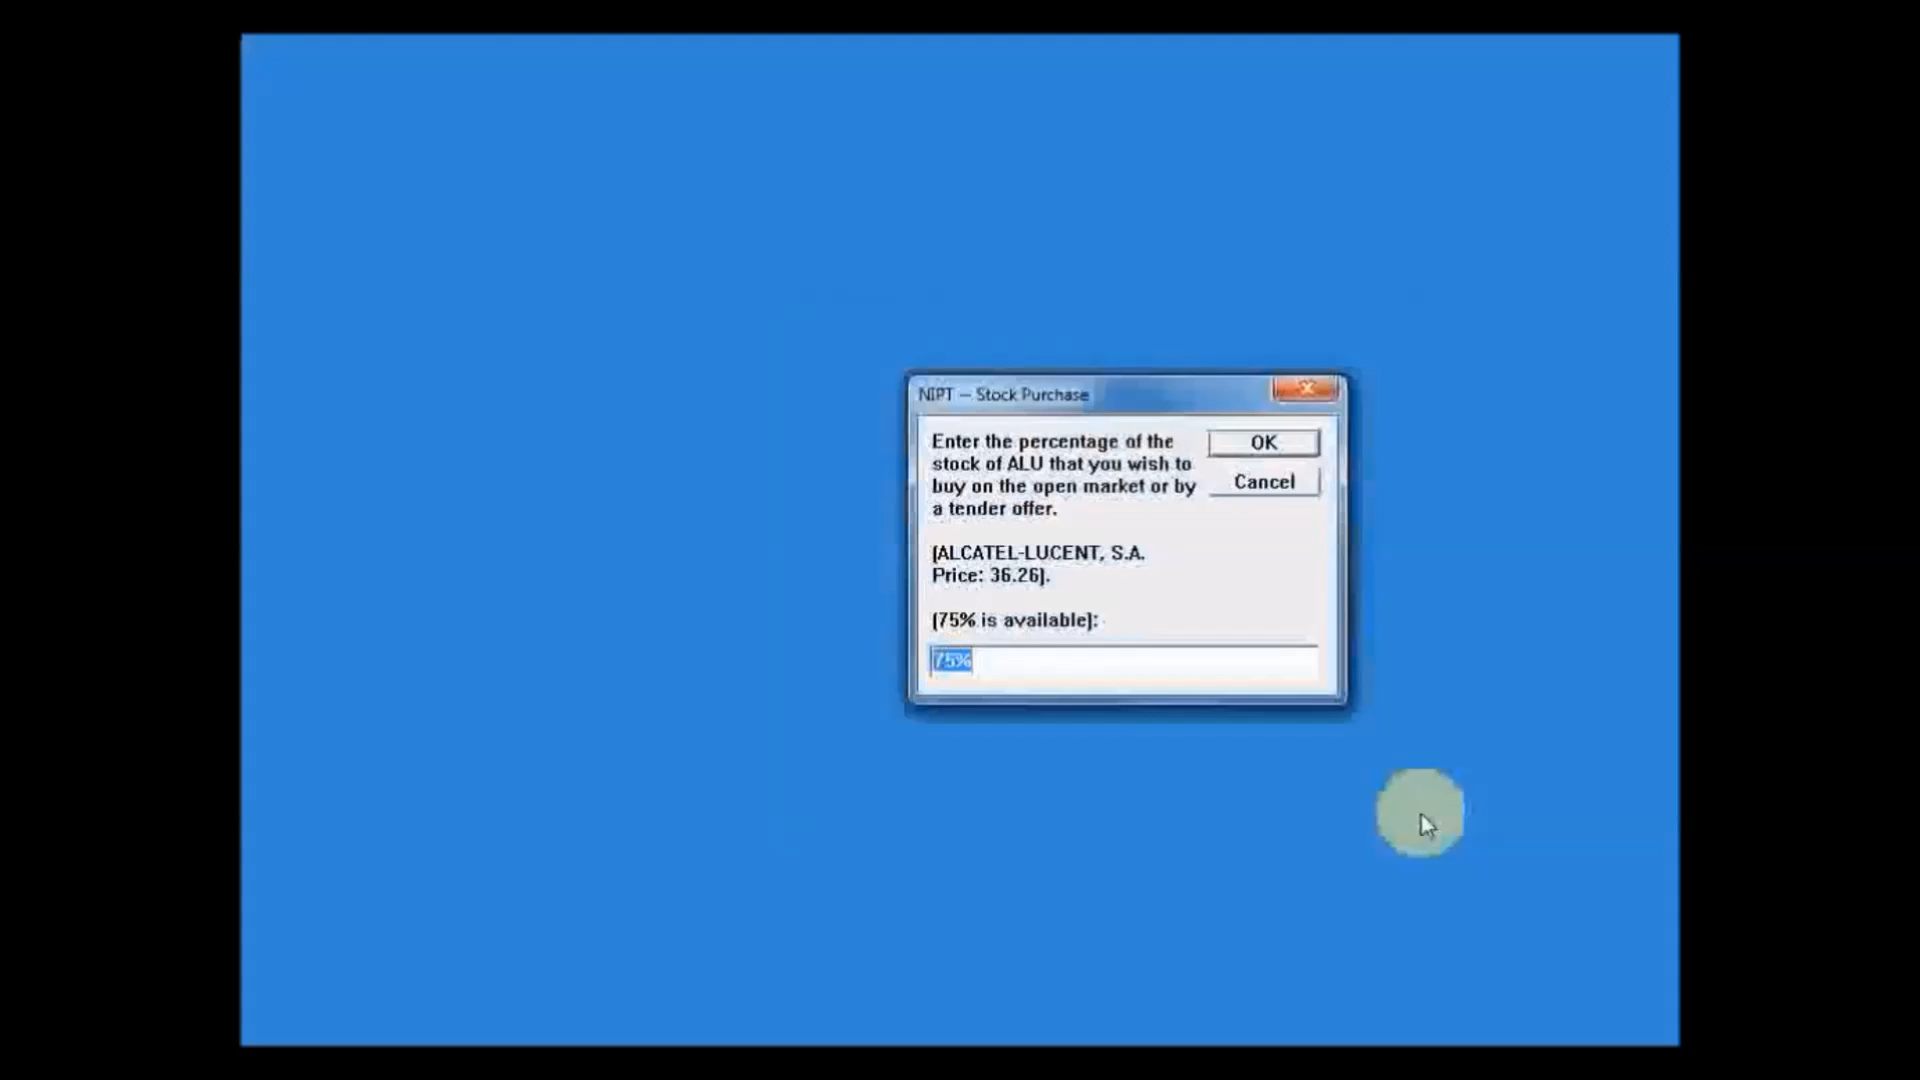 NIPT -- Stock Purchase
Enter the percentage of the
stock of ALU that you wish to
buy on the open market or by
a tender offer.
OK
Cancel
[ALCATEL-LUCENT, S.A.
Price: 36.26].
[75% is available]:
75%